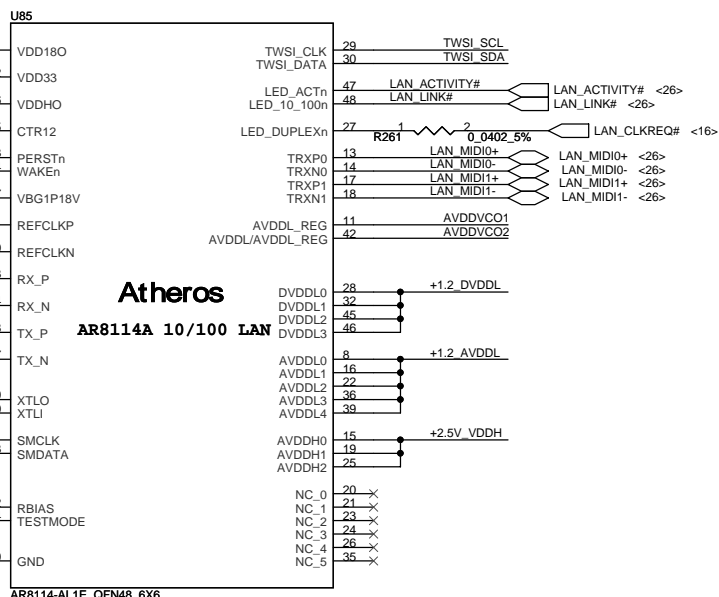 U85
VDD18O
VDD33
VDDHO
CTR12
PERSTn
WAKEn
VBG1P18V
REFCLKP
REFCLKN
RX_P
RX_N
TX_P
TX_N
XTLO
XTLI
SMCLK
SMDATA
RBIAS
TESTMODE
GND
Atheros
AR8114A 10/100 LAN
TWSI_CLK 29 TWSI_SCL
TWSI_DATA 30 TWSI_SDA
LED_ACTn 47 LAN_ACTIVITY# LAN_ACTIVITY# <26>
LED_10_100n 48 LAN_LINK# LAN_LINK# <26>
LED_DUPLEXn 27 R261 1 2 0_0402_5% LAN_CLKREQ# <16>
TRXP0 13 LAN_MIDI0+ LAN_MIDI0+ <26>
TRXN0 14 LAN_MIDI0- LAN_MIDI0- <26>
TRXP1 17 LAN_MIDI1+ LAN_MIDI1+ <26>
TRXN1 18 LAN_MIDI1- LAN_MIDI1- <26>
AVDDL_REG 11 AVDDVCO1
AVDDL/AVDDL_REG 42 AVDDVCO2
DVDDL0 28 +1.2_DVDDL
DVDDL1 32
DVDDL2 45
DVDDL3 46
AVDDL0 8 +1.2_AVDDL
AVDDL1 16
AVDDL2 22
AVDDL3 36
AVDDL4 39
AVDDH0 15 +2.5V_VDDH
AVDDH1 19
AVDDH2 25
NC_0 20
NC_1 21
NC_2 23
NC_3 24
NC_4 26
NC_5 35
AR8114-AL1E_QFN48_6X6